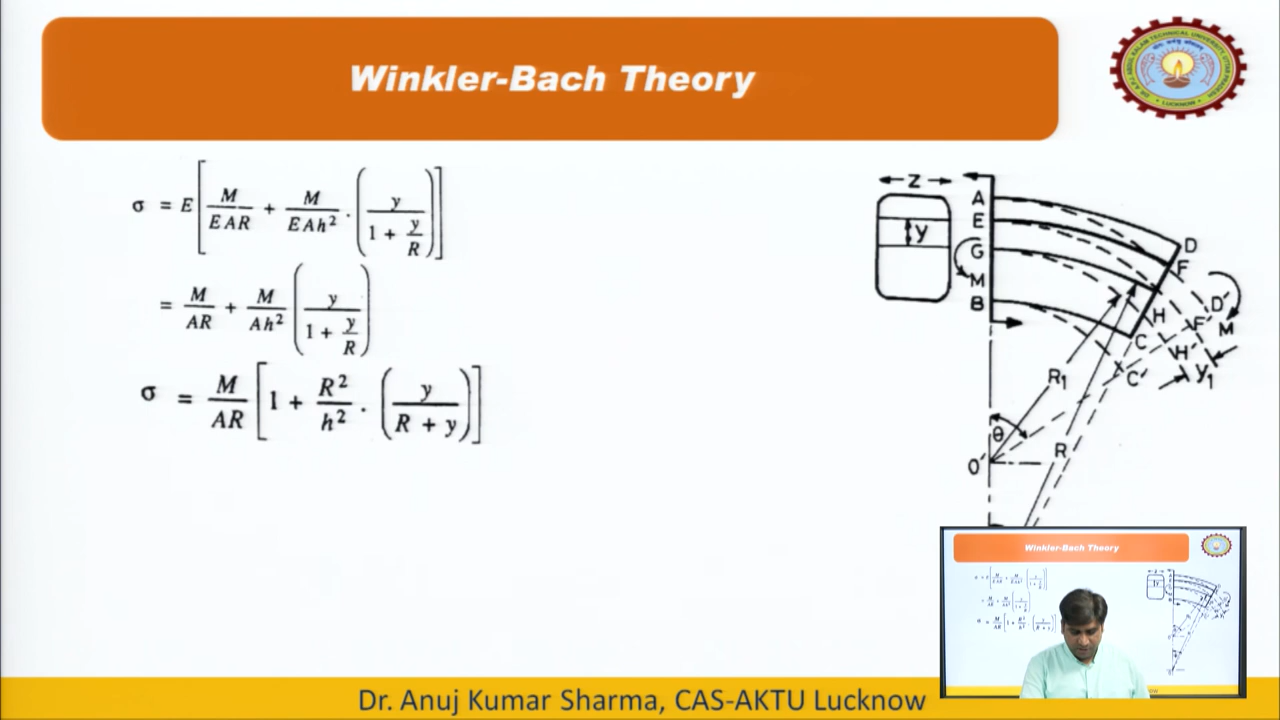 Winkler-Bach Theory
σ = E [ M/EAR + M/EAh² · ( y / (1 + y/R) ) ]
= M/AR + M/Ah² ( y / (1 + y/R) )
σ = M/AR [ 1 + R²/h² · ( y / (R + y) ) ]
Z
y
A
E
G
M
B
D
F
D'
H
F'
M
C
H'
C'
y₁
R₁
θ
R
O'
LUCKNOW
Winkler-Bach Theory
Dr. Anuj Kumar Sharma, CAS-AKTU Lucknow